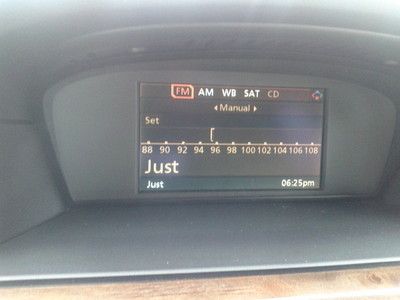 FM AM WB SAT CD
◂ Manual ▸
Set
88 90 92 94 96 98 100 102 104 106 108
Just
Just 06:25pm